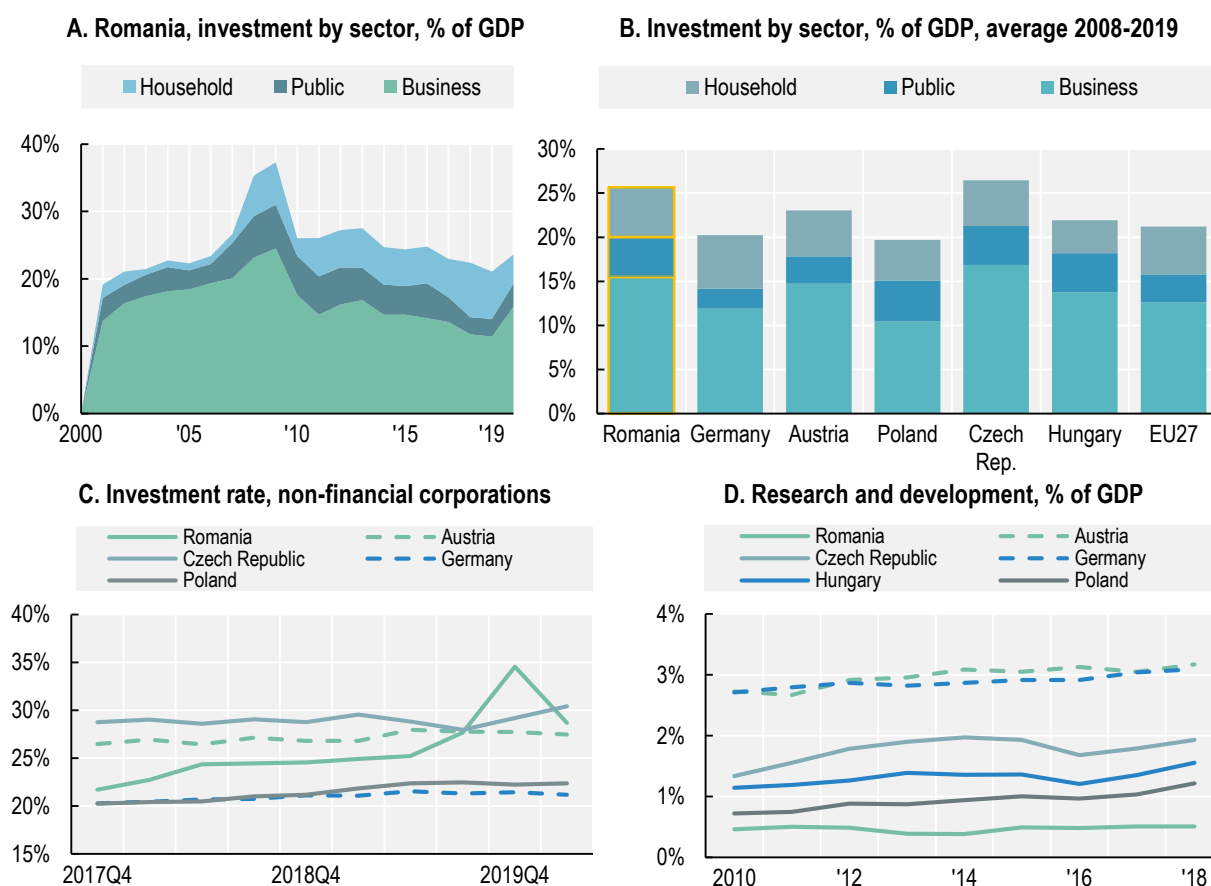 A. Romania, investment by sector, % of GDP
Household Public Business
40%
30%
20%
10%
0%
2000 '05 '10 '15 '19
B. Investment by sector, % of GDP, average 2008-2019
Household Public Business
30%
25%
20%
15%
10%
5%
0%
Romania Germany Austria Poland Czech Rep. Hungary EU27
C. Investment rate, non-financial corporations
Romania Austria
Czech Republic Germany
Poland
40%
35%
30%
25%
20%
15%
2017Q4 2018Q4 2019Q4
D. Research and development, % of GDP
Romania Austria
Czech Republic Germany
Hungary Poland
4%
3%
2%
1%
0%
2010 '12 '14 '16 '18